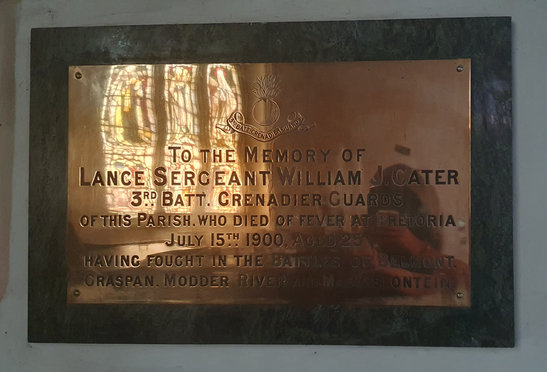 TO THE MEMORY OF
LANCE SERGEANT WILLIAM J. CATER
3RD BATT. GRENADIER GUARDS
OF THIS PARISH. WHO DIED OF FEVER AT PRETORIA
JULY 15TH 1900. AGED 25
HAVING FOUGHT IN THE BATTLES OF BELMONT.
GRASPAN. MODDER RIVER AND